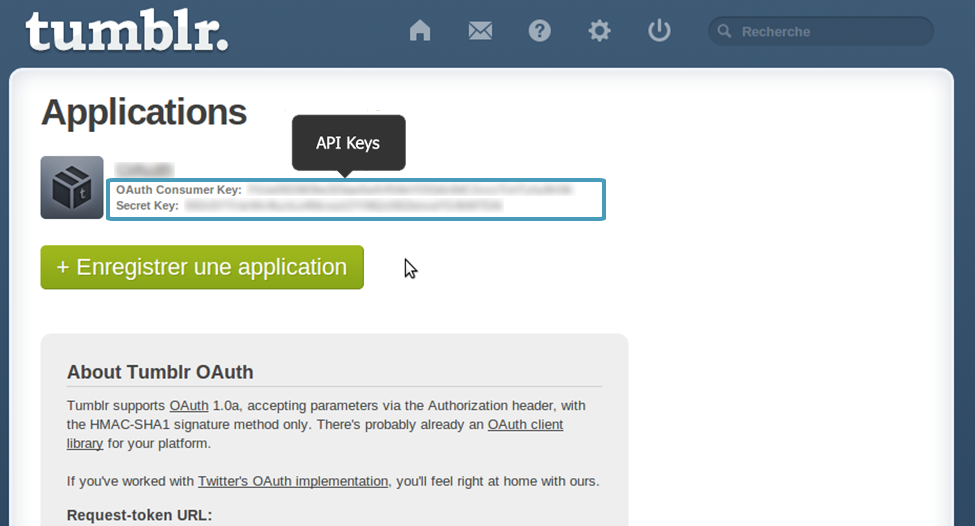 tumblr.
Recherche
Applications
API Keys
OAuth Consumer Key:
Secret Key:
+ Enregistrer une application
About Tumblr OAuth
Tumblr supports OAuth 1.0a, accepting parameters via the Authorization header, with
the HMAC-SHA1 signature method only. There's probably already an OAuth client
library for your platform.
If you've worked with Twitter's OAuth implementation, you'll feel right at home with ours.
Request-token URL: